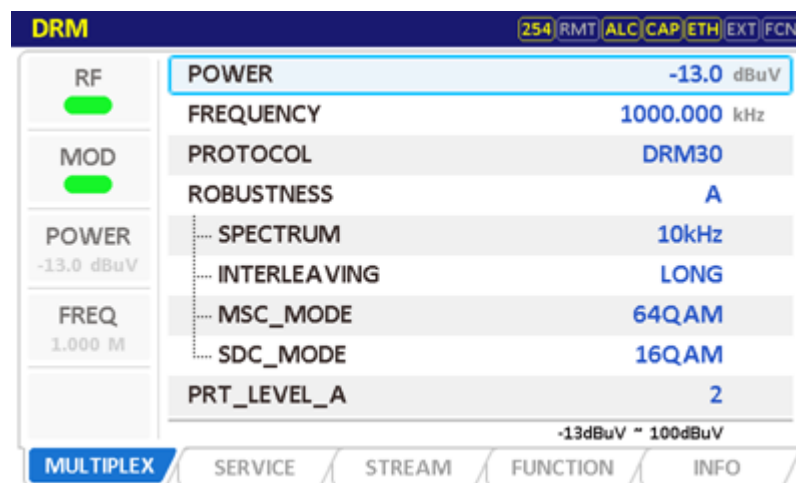 DRM 254 RMT ALC CAP ETH EXT FCN
RF
MOD
POWER
-13.0 dBuV
FREQ
1.000 M
POWER -13.0 dBuV
FREQUENCY 1000.000 kHz
PROTOCOL DRM30
ROBUSTNESS A
SPECTRUM 10kHz
INTERLEAVING LONG
MSC_MODE 64QAM
SDC_MODE 16QAM
PRT_LEVEL_A 2
-13dBuV ~ 100dBuV
MULTIPLEX SERVICE STREAM FUNCTION INFO